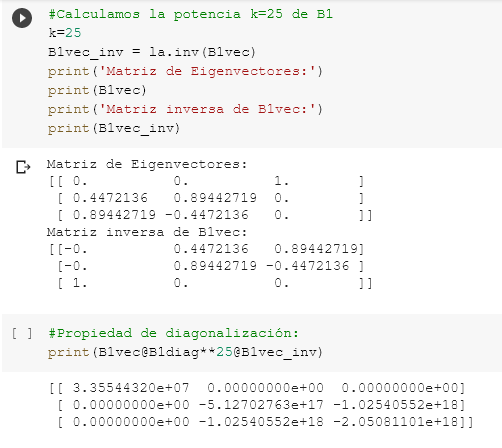 #Calculamos la potencia k=25 de B1
k=25
B1vec_inv = la.inv(B1vec)
print('Matriz de Eigenvectores:')
print(B1vec)
print('Matriz inversa de B1vec:')
print(B1vec_inv)
Matriz de Eigenvectores:
[[ 0.          0.          1.        ]
 [ 0.4472136   0.89442719  0.        ]
 [ 0.89442719 -0.4472136   0.        ]]
Matriz inversa de B1vec:
[[-0.          0.4472136   0.89442719]
 [-0.          0.89442719 -0.4472136 ]
 [ 1.          0.          0.        ]]
[ ] #Propiedad de diagonalización:
print(B1vec@B1diag**25@B1vec_inv)
[[ 3.35544320e+07  0.00000000e+00  0.00000000e+00]
 [ 0.00000000e+00 -5.12702763e+17 -1.02540552e+18]
 [ 0.00000000e+00 -1.02540552e+18 -2.05081101e+18]]